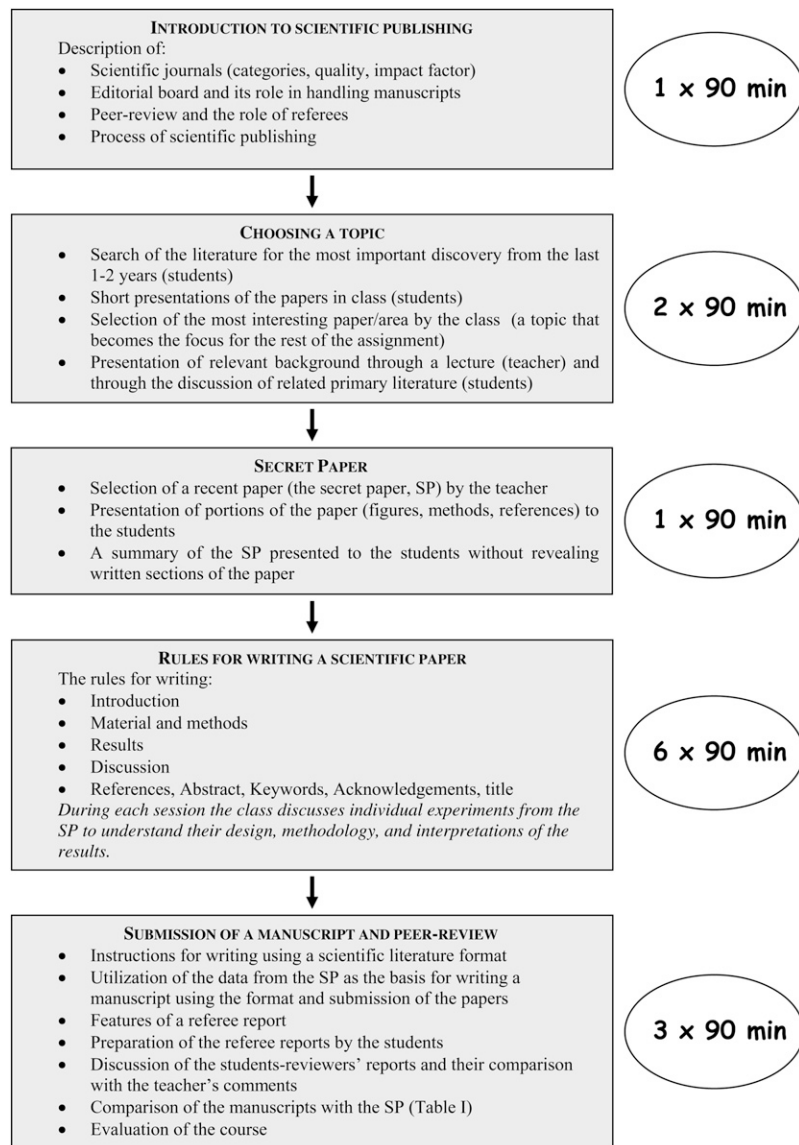 INTRODUCTION TO SCIENTIFIC PUBLISHING
Description of:
• Scientific journals (categories, quality, impact factor)
• Editorial board and its role in handling manuscripts
• Peer-review and the role of referees
• Process of scientific publishing
1 x 90 min
CHOOSING A TOPIC
• Search of the literature for the most important discovery from the last
1-2 years (students)
• Short presentations of the papers in class (students)
• Selection of the most interesting paper/area by the class (a topic that
becomes the focus for the rest of the assignment)
• Presentation of relevant background through a lecture (teacher) and
through the discussion of related primary literature (students)
2 x 90 min
SECRET PAPER
• Selection of a recent paper (the secret paper, SP) by the teacher
• Presentation of portions of the paper (figures, methods, references) to
the students
• A summary of the SP presented to the students without revealing
written sections of the paper
1 x 90 min
RULES FOR WRITING A SCIENTIFIC PAPER
The rules for writing:
• Introduction
• Material and methods
• Results
• Discussion
• References, Abstract, Keywords, Acknowledgements, title
During each session the class discusses individual experiments from the
SP to understand their design, methodology, and interpretations of the
results.
6 x 90 min
SUBMISSION OF A MANUSCRIPT AND PEER-REVIEW
• Instructions for writing using a scientific literature format
• Utilization of the data from the SP as the basis for writing a
manuscript using the format and submission of the papers
• Features of a referee report
• Preparation of the referee reports by the students
• Discussion of the students-reviewers' reports and their comparison
with the teacher's comments
• Comparison of the manuscripts with the SP (Table I)
• Evaluation of the course
3 x 90 min